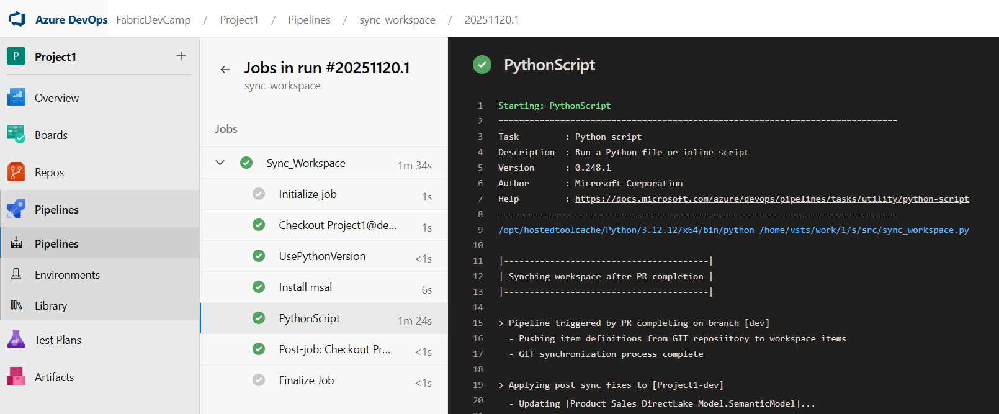 Azure DevOps FabricDevCamp / Project1 / Pipelines / sync-workspace / 20251120.1
P Project1 +
Overview
Boards
Repos
Pipelines
Pipelines
Environments
Library
Test Plans
Artifacts
← Jobs in run #20251120.1
sync-workspace
Jobs
Sync_Workspace 1m 34s
Initialize job 1s
Checkout Project1@de... 1s
UsePythonVersion <1s
Install msal 6s
PythonScript 1m 24s
Post-job: Checkout Pr... <1s
Finalize Job <1s
PythonScript
1 Starting: PythonScript
2 ==============================================================================
3 Task         : Python script
4 Description  : Run a Python file or inline script
5 Version      : 0.248.1
6 Author       : Microsoft Corporation
7 Help         : https://docs.microsoft.com/azure/devops/pipelines/tasks/utility/python-script
8 ==============================================================================
9 /opt/hostedtoolcache/Python/3.12.12/x64/bin/python /home/vsts/work/1/s/src/sync_workspace.py
10
11 |----------------------------------------|
12 | Synching workspace after PR completion |
13 |----------------------------------------|
14
15 > Pipeline triggered by PR completing on branch [dev]
16   - Pushing item definitions from GIT reposiitory to workspace items
17   - GIT synchronization process complete
18
19 > Applying post sync fixes to [Project1-dev]
20   - Updating [Product Sales DirectLake Model.SemanticModel]...